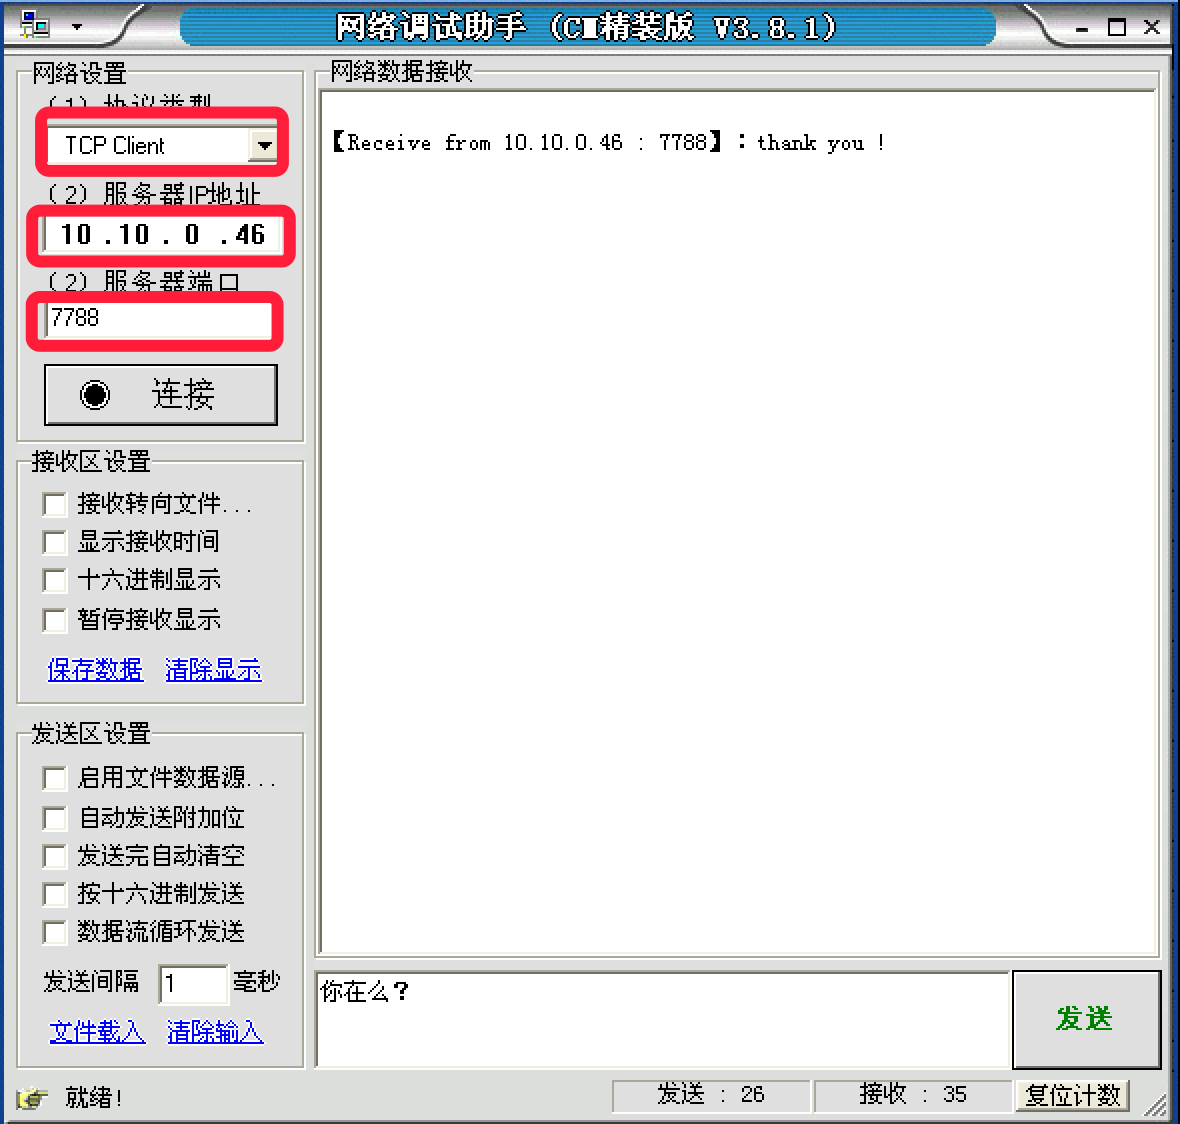 网络调试助手 (CM精装版 V3.8.1)
网络设置
(1) 协议类型
TCP Client
(2) 服务器IP地址
10 .10 . 0 .46
(2) 服务器端口
7788
连接
接收区设置
接收转向文件...
显示接收时间
十六进制显示
暂停接收显示
保存数据 清除显示
发送区设置
启用文件数据源...
自动发送附加位
发送完自动清空
按十六进制发送
数据流循环发送
发送间隔 1 毫秒
文件载入 清除输入
网络数据接收
【Receive from 10.10.0.46 : 7788】：thank you !
你在么？
发送
就绪!
发送 : 26
接收 : 35
复位计数